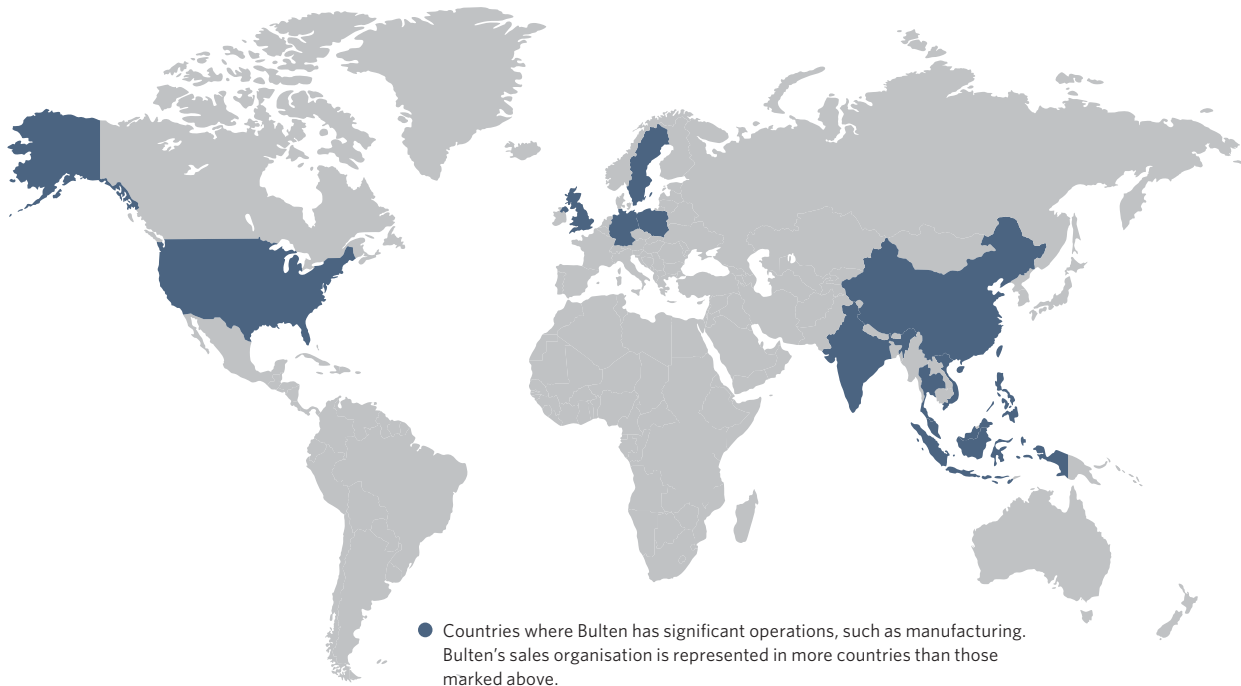 Countries where Bulten has significant operations, such as manufacturing.
Bulten’s sales organisation is represented in more countries than those
marked above.